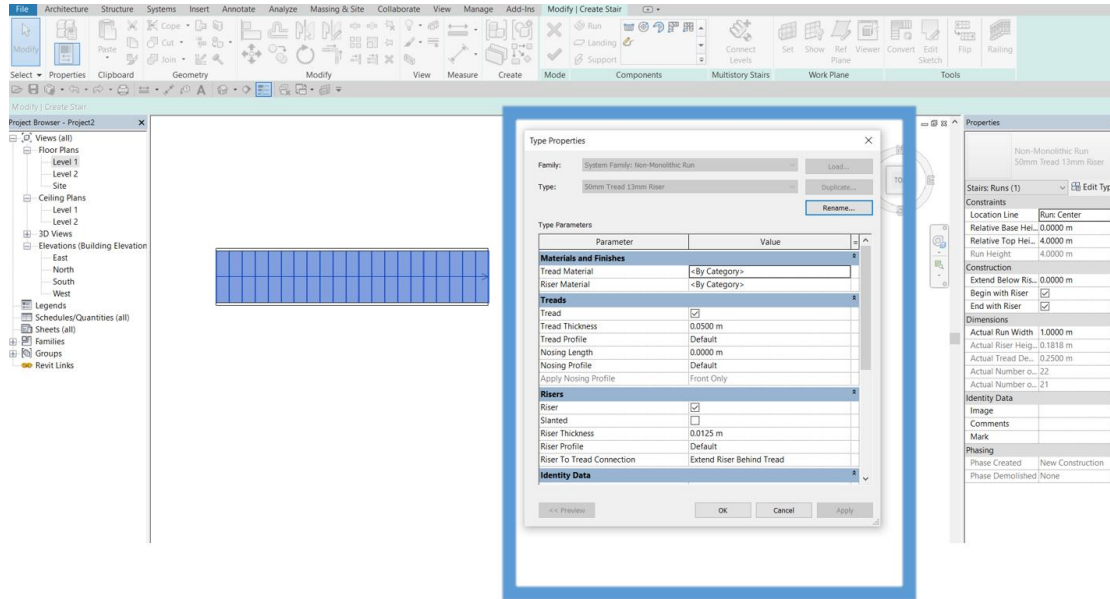 File Architecture Structure Systems Insert Annotate Analyze Massing & Site Collaborate View Manage Add-Ins Modify | Create Stair
Modify
Paste
Cope
Cut
Join
Run
Landing
Support
Connect
Levels
Set Show Ref Viewer Convert Edit Flip Railing
Plane Sketch
Select Properties Clipboard Geometry Modify View Measure Create Mode Components Multistory Stairs Work Plane Tools
Modify | Create Stair
Project Browser - Project2
Views (all)
Floor Plans
Level 1
Level 2
Site
Ceiling Plans
Level 1
Level 2
3D Views
Elevations (Building Elevation
East
North
South
West
Legends
Schedules/Quantities (all)
Sheets (all)
Families
Groups
Revit Links
Type Properties
Family: System Family: Non-Monolithic Run Load...
Type: 50mm Tread 13mm Riser Duplicate...
Rename...
Type Parameters
Parameter Value =
Materials and Finishes
Tread Material <By Category>
Riser Material <By Category>
Treads
Tread
Tread Thickness 0.0500 m
Tread Profile Default
Nosing Length 0.0000 m
Nosing Profile Default
Apply Nosing Profile Front Only
Risers
Riser
Slanted
Riser Thickness 0.0125 m
Riser Profile Default
Riser To Tread Connection Extend Riser Behind Tread
Identity Data
<< Preview OK Cancel Apply
TO
Properties
Non-Monolithic Run
50mm Tread 13mm Riser
Stairs: Runs (1) Edit Typ
Constraints
Location Line Run: Center
Relative Base Hei... 0.0000 m
Relative Top Hei... 4.0000 m
Run Height 4.0000 m
Construction
Extend Below Ris... 0.0000 m
Begin with Riser
End with Riser
Dimensions
Actual Run Width 1.0000 m
Actual Riser Heig... 0.1818 m
Actual Tread De... 0.2500 m
Actual Number o... 22
Actual Number o... 21
Identity Data
Image
Comments
Mark
Phasing
Phase Created New Construction
Phase Demolished None